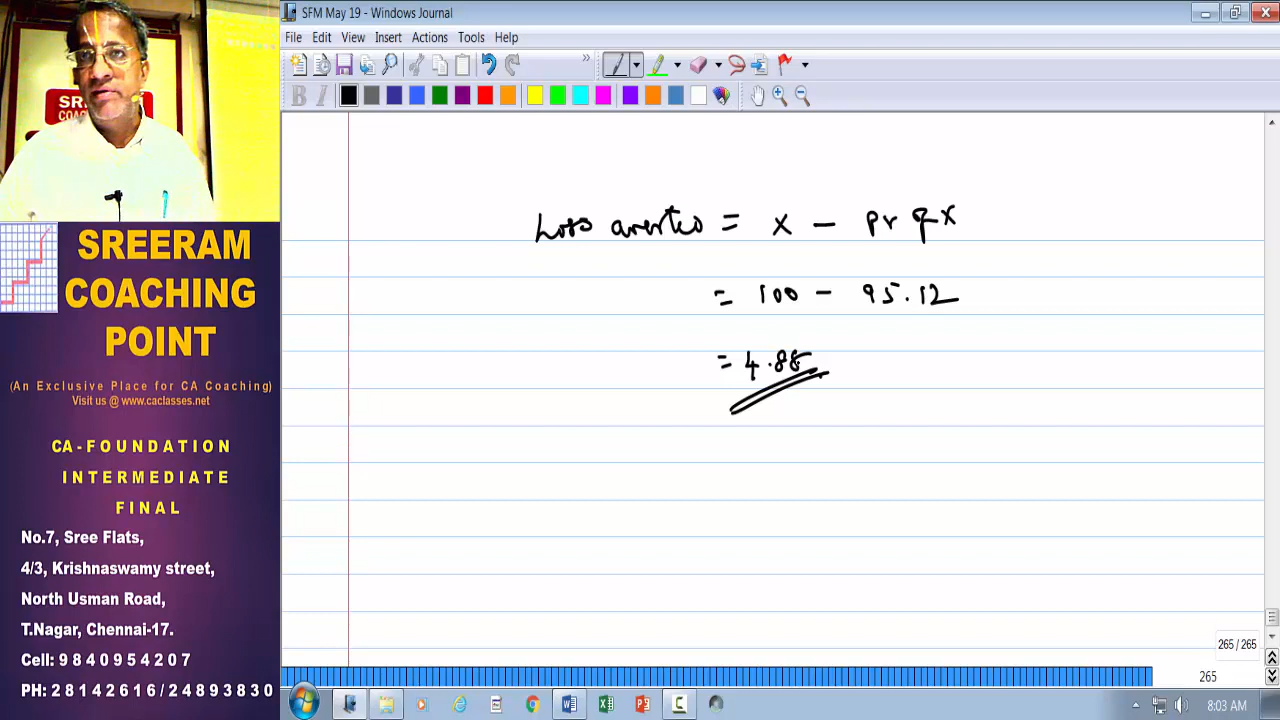 SFM May 19 - Windows Journal
File Edit View Insert Actions Tools Help
SREERAM
COACHING
POINT
(An Exclusive Place for CA Coaching)
Visit us @ www.caclasses.net
CA-FOUNDATION
INTERMEDIATE
FINAL
No.7, Sree Flats,
4/3, Krishnaswamy street,
North Usman Road,
T.Nagar, Chennai-17.
Cell: 9840954207
PH: 28142616/24893830
Loss averted = X - Pv of X
= 100 - 95.12
= 4.88
265 / 265
265
8:03 AM